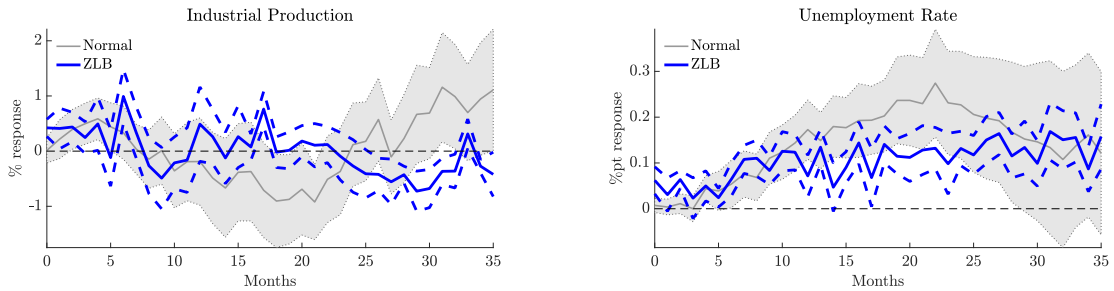 Industrial Production
Normal
ZLB
% response
2
1
0
-1
0
5
10
15
20
25
30
35
Months
Unemployment Rate
Normal
ZLB
%pt response
0.3
0.2
0.1
0
0
5
10
15
20
25
30
35
Months